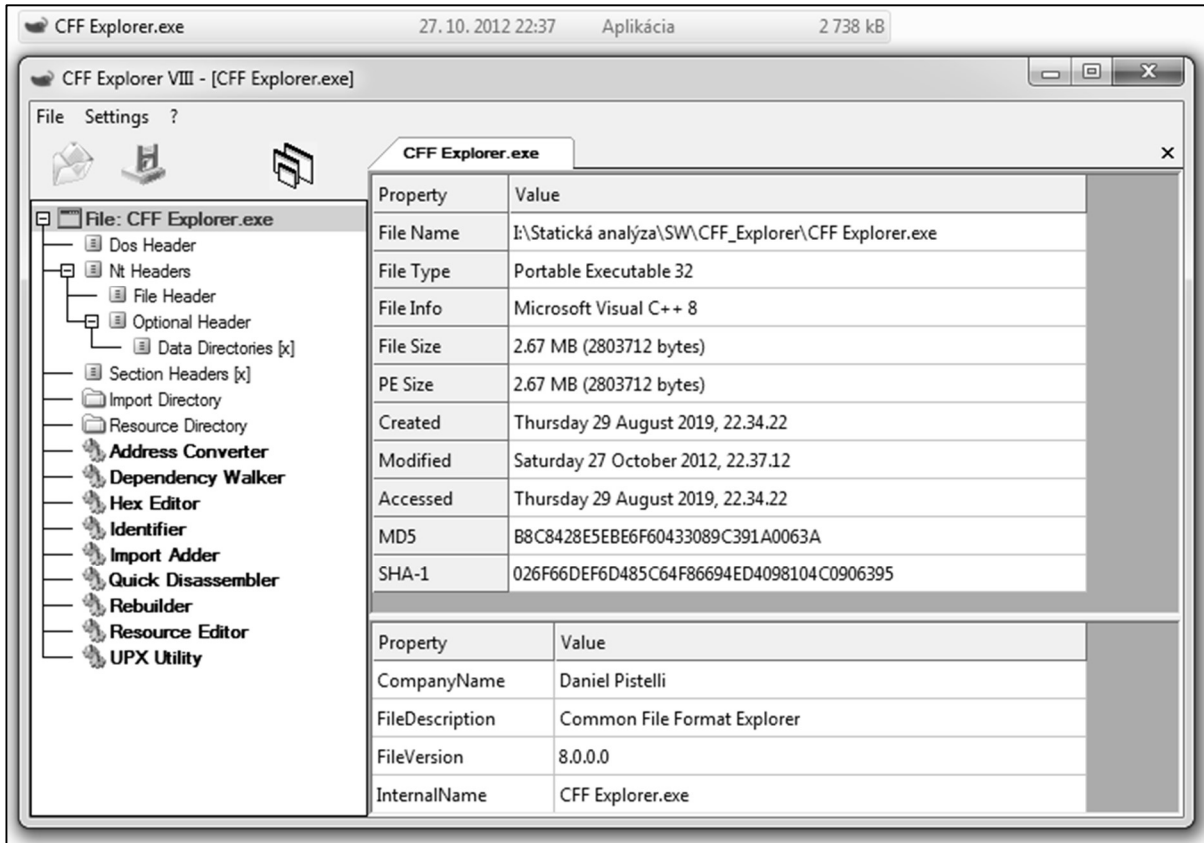 CFF Explorer.exe 27. 10. 2012 22:37 Aplikácia 2 738 kB
CFF Explorer VIII - [CFF Explorer.exe]
File Settings ?
CFF Explorer.exe
File: CFF Explorer.exe
Dos Header
Nt Headers
File Header
Optional Header
Data Directories [x]
Section Headers [x]
Import Directory
Resource Directory
Address Converter
Dependency Walker
Hex Editor
Identifier
Import Adder
Quick Disassembler
Rebuilder
Resource Editor
UPX Utility
Property Value
File Name I:\Statická analýza\SW\CFF_Explorer\CFF Explorer.exe
File Type Portable Executable 32
File Info Microsoft Visual C++ 8
File Size 2.67 MB (2803712 bytes)
PE Size 2.67 MB (2803712 bytes)
Created Thursday 29 August 2019, 22.34.22
Modified Saturday 27 October 2012, 22.37.12
Accessed Thursday 29 August 2019, 22.34.22
MD5 B8C8428E5EBE6F60433089C391A0063A
SHA-1 026F66DEF6D485C64F86694ED4098104C0906395
Property Value
CompanyName Daniel Pistelli
FileDescription Common File Format Explorer
FileVersion 8.0.0.0
InternalName CFF Explorer.exe